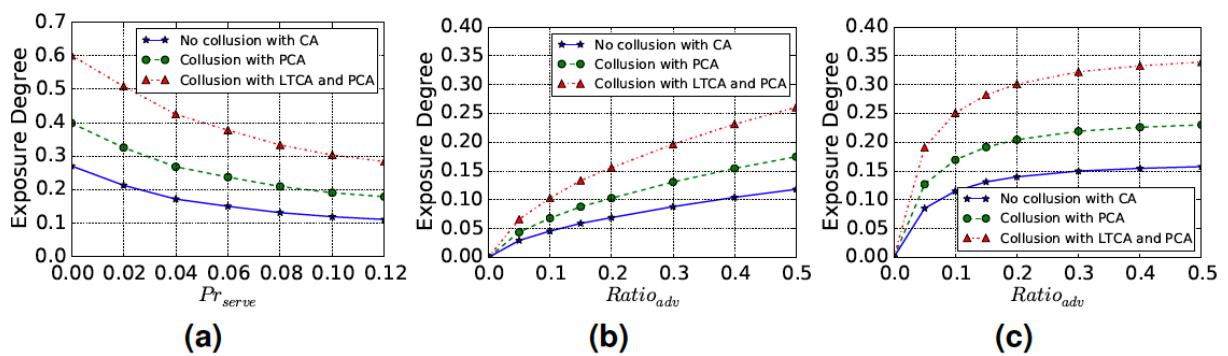 0.7
0.6
0.5
0.4
0.3
0.2
0.1
0.0
Exposure Degree
No collusion with CA
Collusion with PCA
Collusion with LTCA and PCA
0.00 0.02 0.04 0.06 0.08 0.10 0.12
Pr_serve
(a)
0.40
0.35
0.30
0.25
0.20
0.15
0.10
0.05
0.00
Exposure Degree
No collusion with CA
Collusion with PCA
Collusion with LTCA and PCA
0.0 0.1 0.2 0.3 0.4 0.5
Ratio_adv
(b)
0.40
0.35
0.30
0.25
0.20
0.15
0.10
0.05
0.00
Exposure Degree
No collusion with CA
Collusion with PCA
Collusion with LTCA and PCA
0.0 0.1 0.2 0.3 0.4 0.5
Ratio_adv
(c)